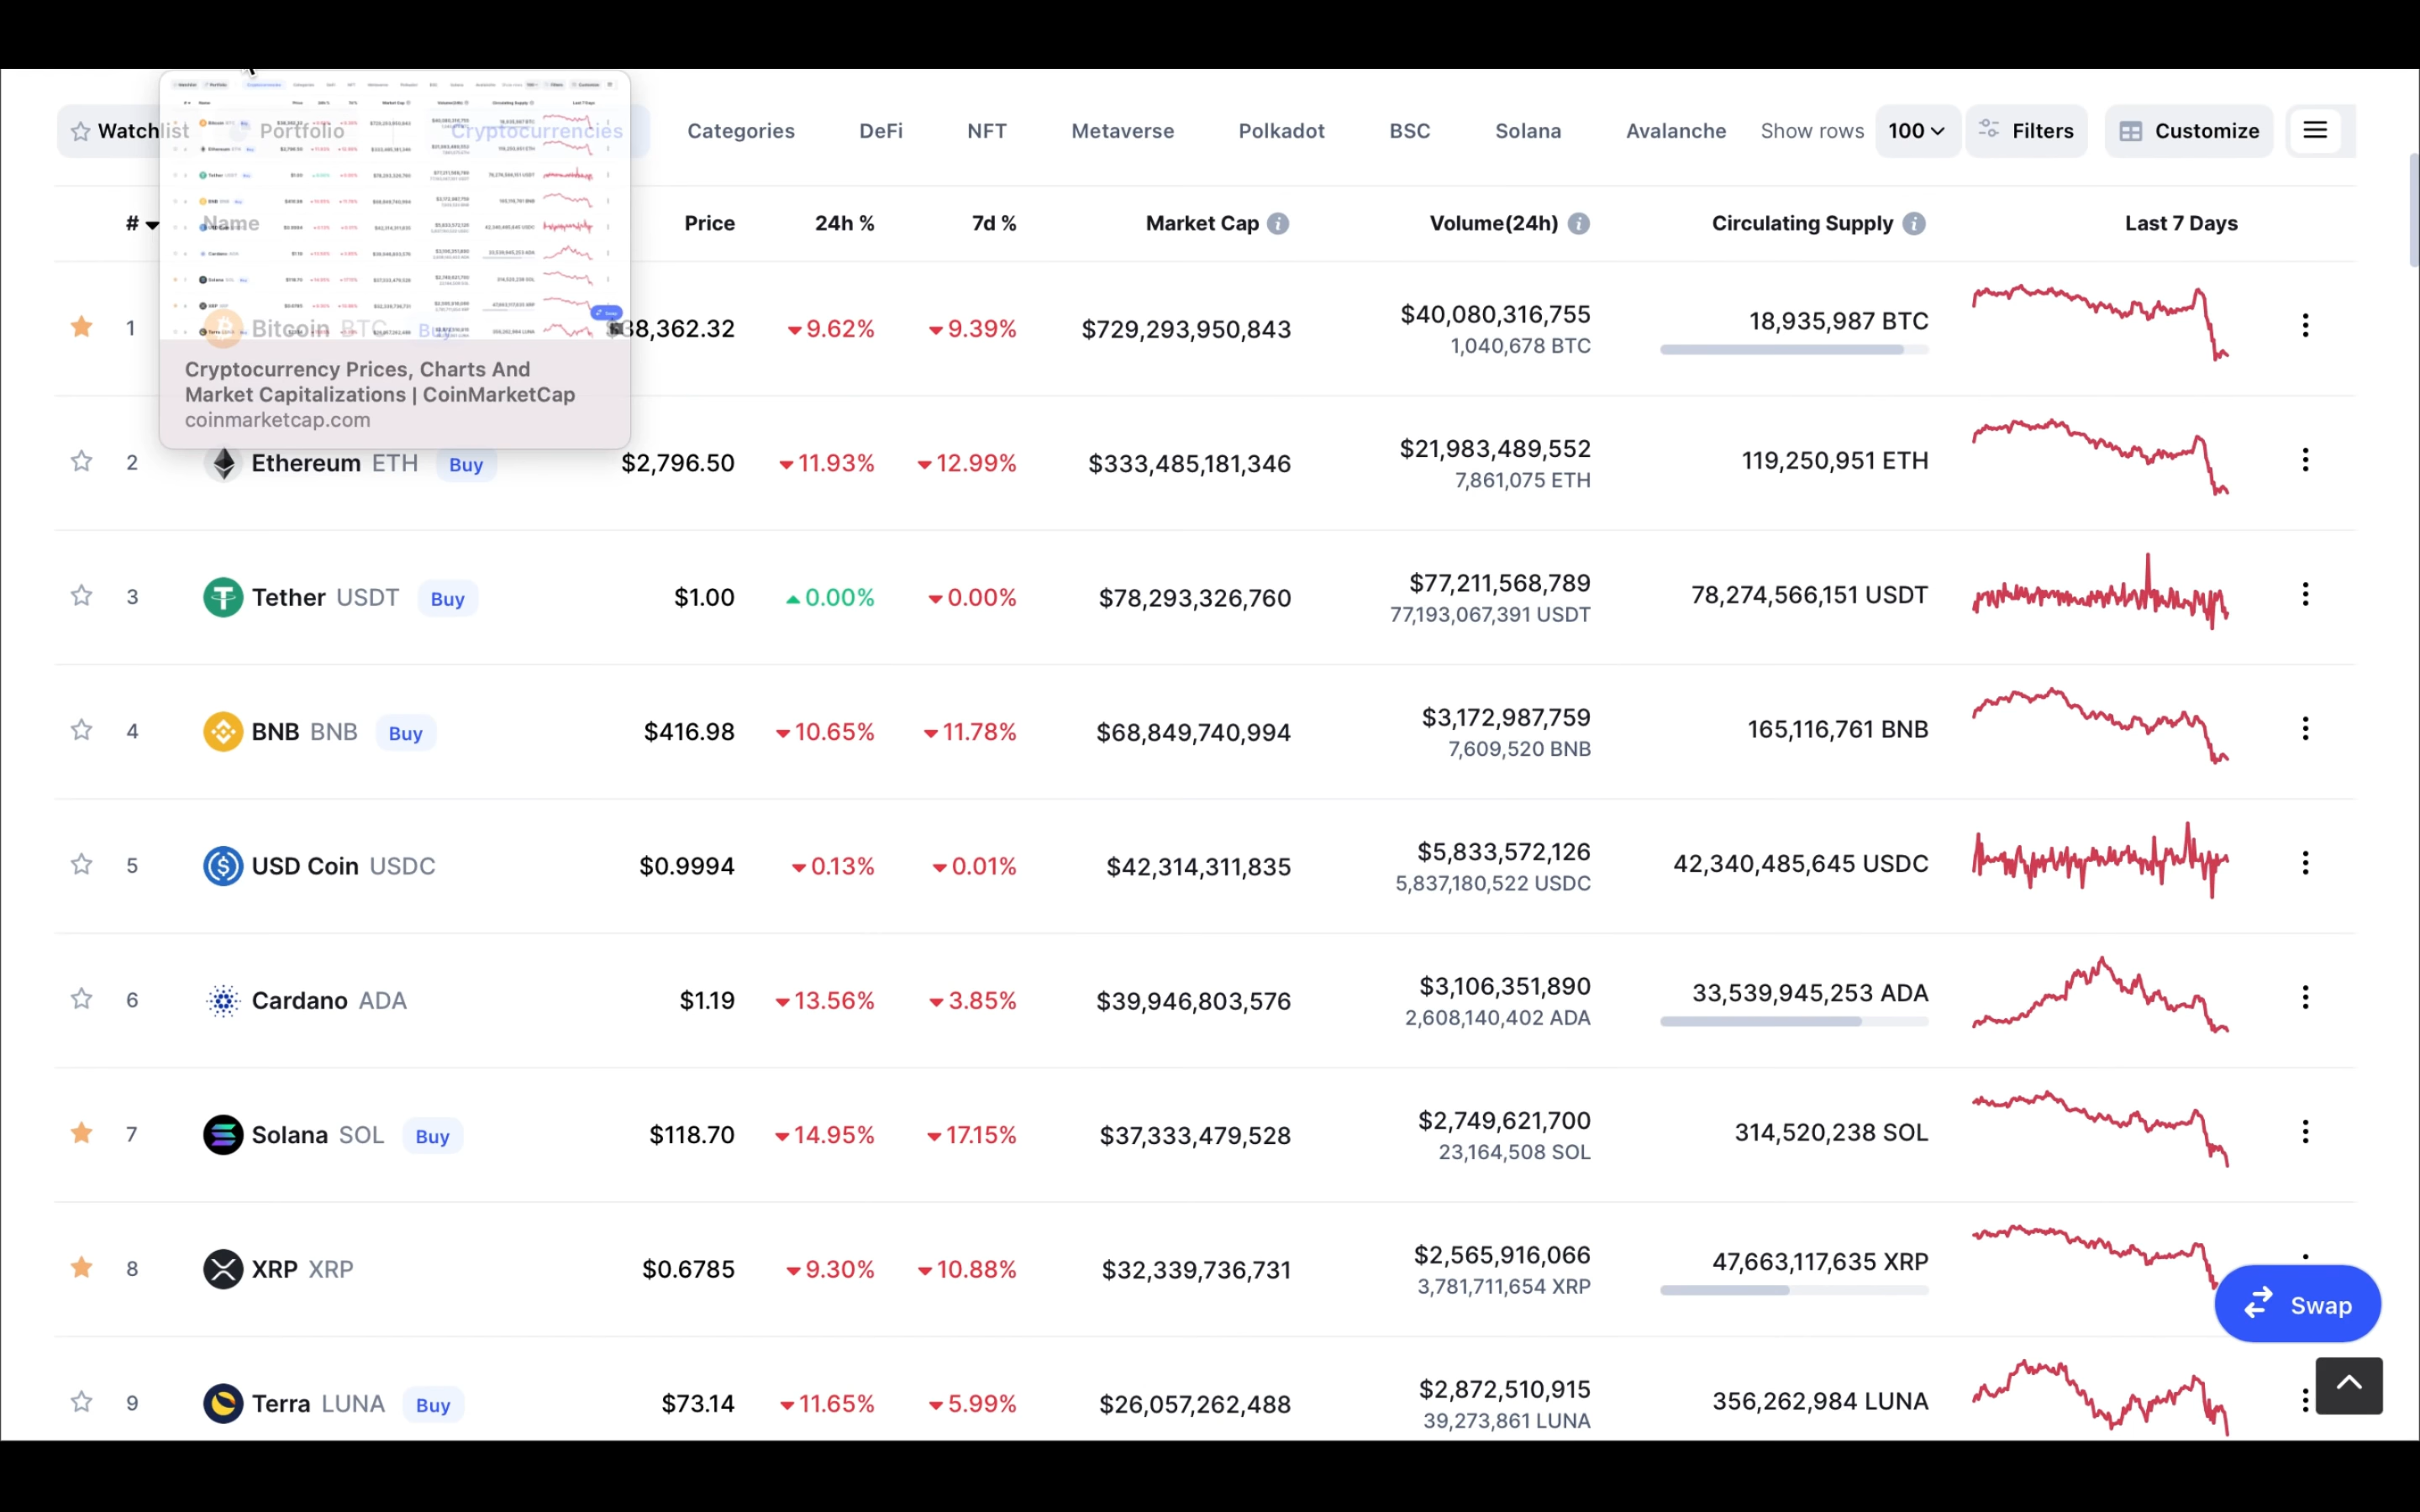 Watchlist Portfolio Cryptocurrencies Categories DeFi NFT Metaverse Polkadot BSC Solana Avalanche Show rows 100 Filters Customize
# Name Price 24h % 7d % Market Cap Volume(24h) Circulating Supply Last 7 Days
1 Bitcoin BTC Buy $38,362.32 9.62% 9.39% $729,293,950,843 $40,080,316,755 18,935,987 BTC
1,040,678 BTC
Cryptocurrency Prices, Charts And
Market Capitalizations | CoinMarketCap
coinmarketcap.com
2 Ethereum ETH Buy $2,796.50 11.93% 12.99% $333,485,181,346 $21,983,489,552 119,250,951 ETH
7,861,075 ETH
3 Tether USDT Buy $1.00 0.00% 0.00% $78,293,326,760 $77,211,568,789 78,274,566,151 USDT
77,193,067,391 USDT
4 BNB BNB Buy $416.98 10.65% 11.78% $68,849,740,994 $3,172,987,759 165,116,761 BNB
7,609,520 BNB
5 USD Coin USDC $0.9994 0.13% 0.01% $42,314,311,835 $5,833,572,126 42,340,485,645 USDC
5,837,180,522 USDC
6 Cardano ADA $1.19 13.56% 3.85% $39,946,803,576 $3,106,351,890 33,539,945,253 ADA
2,608,140,402 ADA
7 Solana SOL Buy $118.70 14.95% 17.15% $37,333,479,528 $2,749,621,700 314,520,238 SOL
23,164,508 SOL
8 XRP XRP $0.6785 9.30% 10.88% $32,339,736,731 $2,565,916,066 47,663,117,635 XRP
3,781,711,654 XRP
Swap
9 Terra LUNA Buy $73.14 11.65% 5.99% $26,057,262,488 $2,872,510,915 356,262,984 LUNA
39,273,861 LUNA